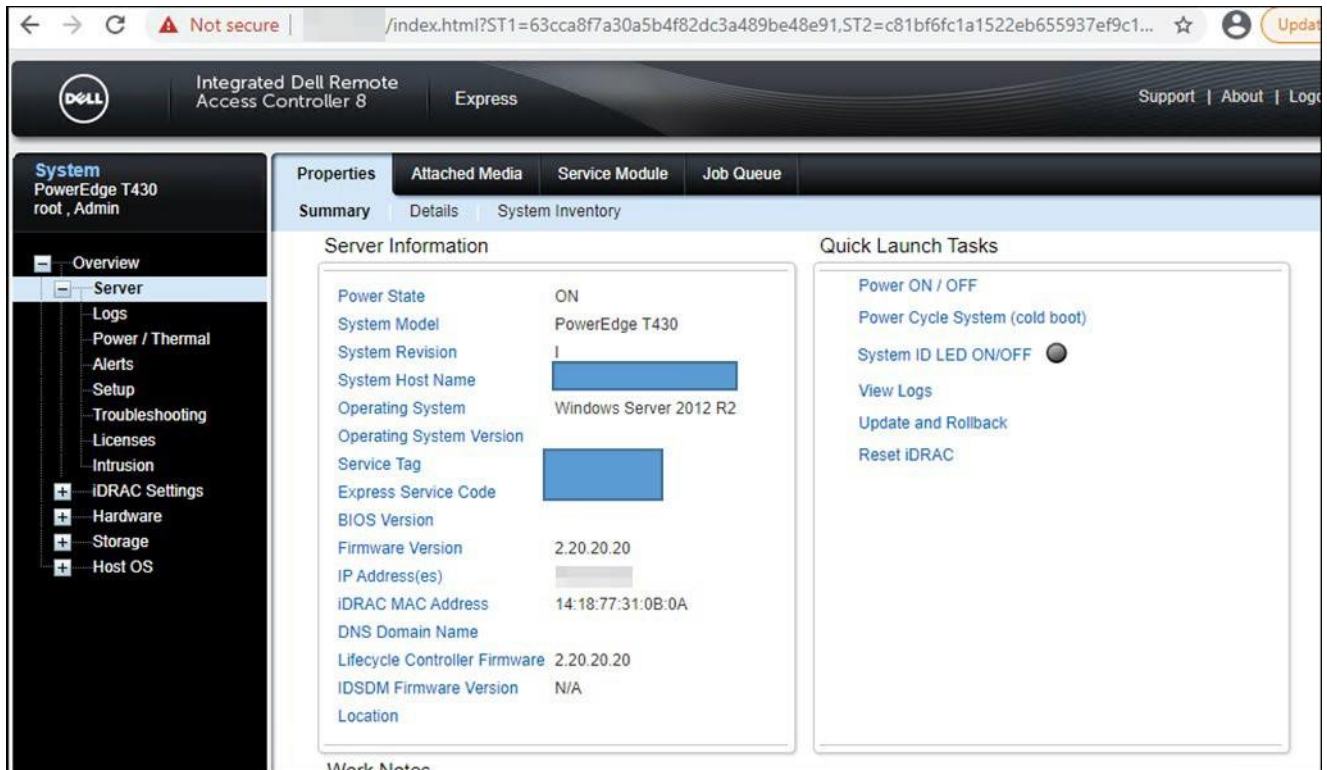 Not secure | /index.html?ST1=63cca8f7a30a5b4f82dc3a489be48e91,ST2=c81bf6fc1a1522eb655937ef9c1... Updat
DELL
Integrated Dell Remote
Access Controller 8
Express
Support | About | Logo
System
PowerEdge T430
root , Admin
Overview
Server
Logs
Power / Thermal
Alerts
Setup
Troubleshooting
Licenses
Intrusion
iDRAC Settings
Hardware
Storage
Host OS
Properties Attached Media Service Module Job Queue
Summary Details System Inventory
Server Information
Power State ON
System Model PowerEdge T430
System Revision I
System Host Name
Operating System Windows Server 2012 R2
Operating System Version
Service Tag
Express Service Code
BIOS Version
Firmware Version 2.20.20.20
IP Address(es)
iDRAC MAC Address 14:18:77:31:0B:0A
DNS Domain Name
Lifecycle Controller Firmware 2.20.20.20
IDSDM Firmware Version N/A
Location
Quick Launch Tasks
Power ON / OFF
Power Cycle System (cold boot)
System ID LED ON/OFF
View Logs
Update and Rollback
Reset iDRAC
Work Notes